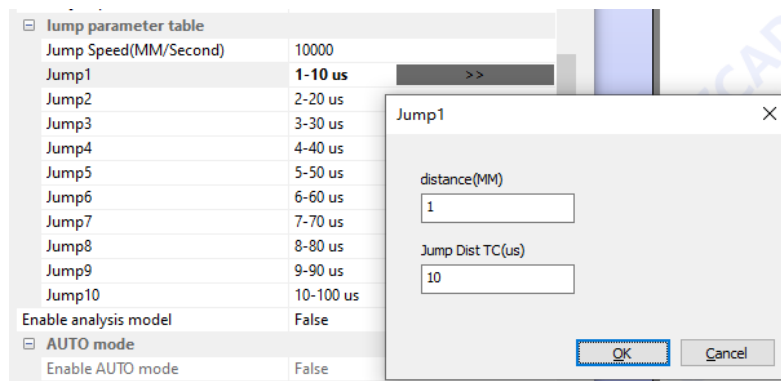 lump parameter table
Jump Speed(MM/Second) 10000
Jump1 1-10 us >>
Jump2 2-20 us
Jump3 3-30 us
Jump4 4-40 us
Jump5 5-50 us
Jump6 6-60 us
Jump7 7-70 us
Jump8 8-80 us
Jump9 9-90 us
Jump10 10-100 us
Enable analysis model False
AUTO mode
Enable AUTO mode False
Jump1
distance(MM)
1
Jump Dist TC(us)
10
OK Cancel